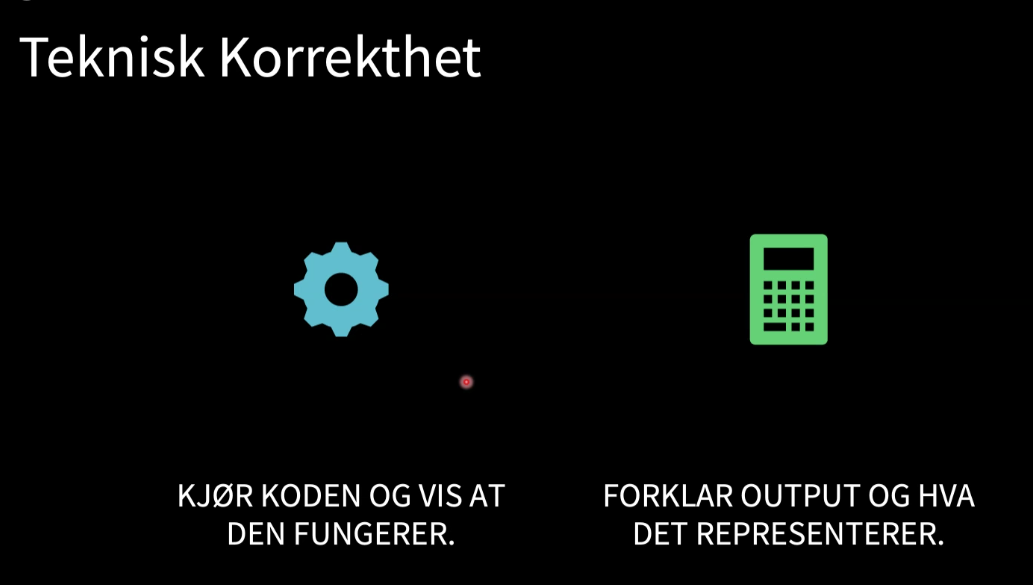 Teknisk Korrekthet
KJØR KODEN OG VIS AT
DEN FUNGERER.
FORKLAR OUTPUT OG HVA
DET REPRESENTERER.